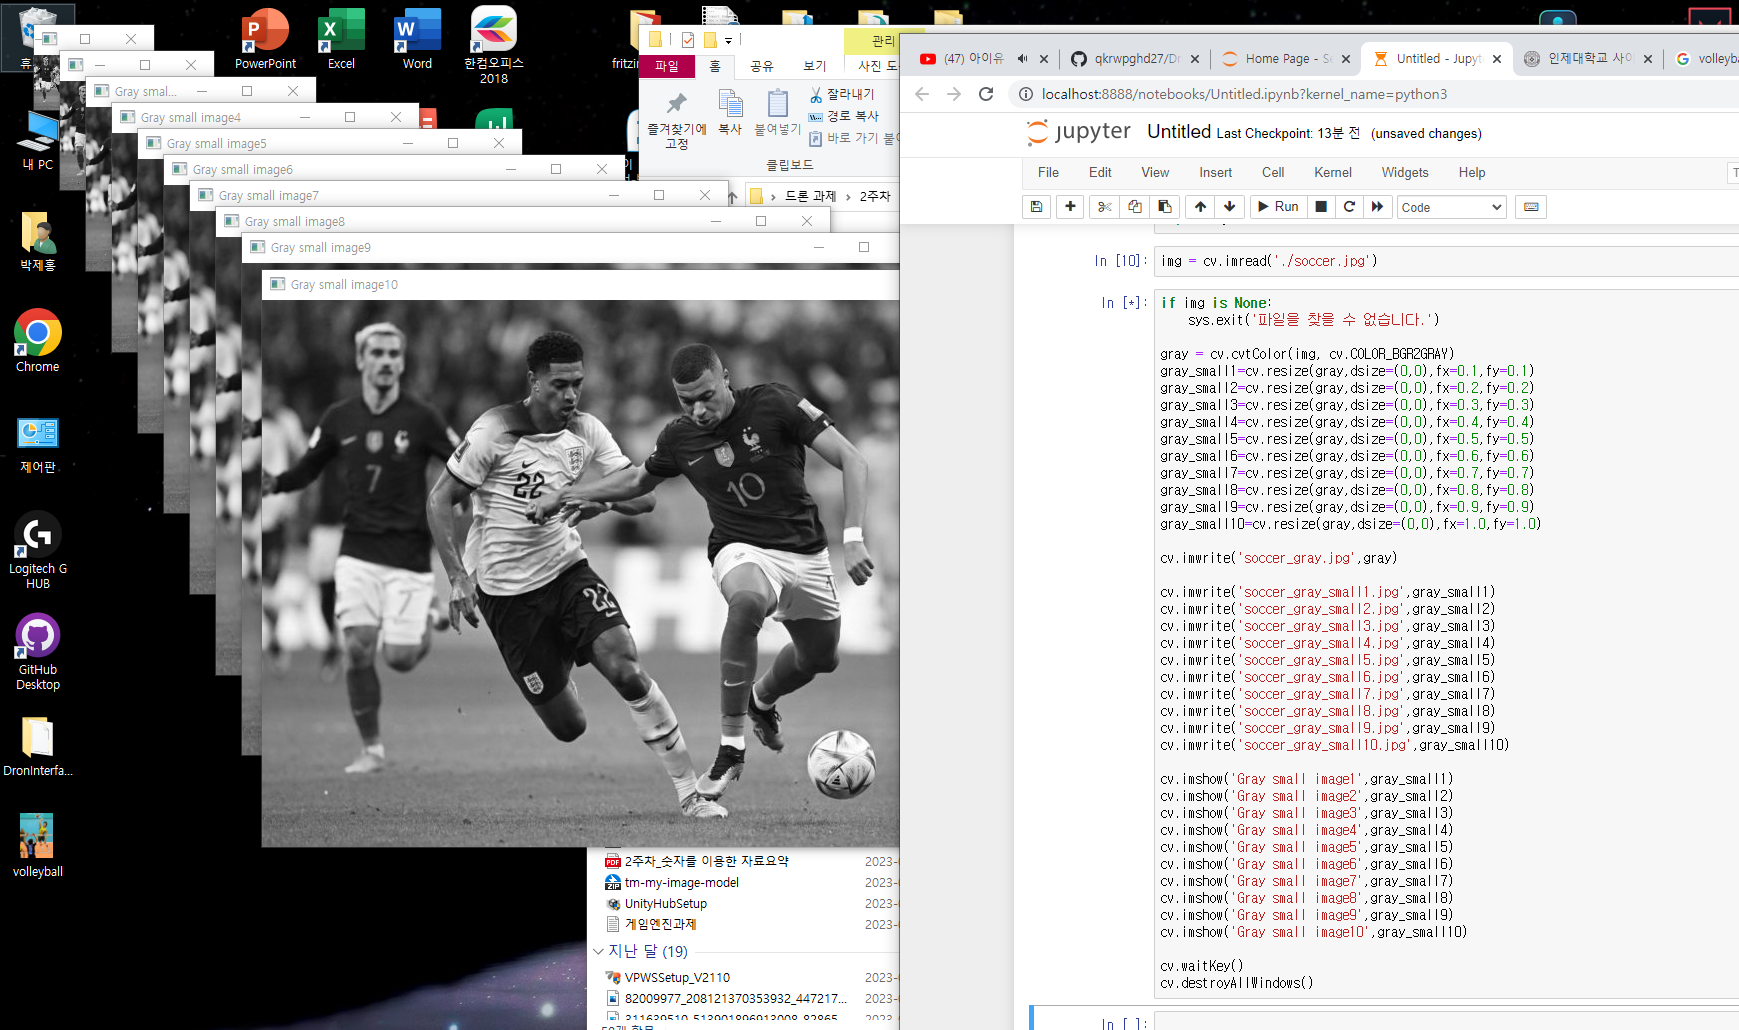 PowerPoint
Excel
Word
한컴오피스
2018
내 PC
박제홍
Chrome
제어판
Logitech G
HUB
GitHub
Desktop
DronInterfa...
volleyball
Gray smal...
Gray small image4
Gray small image5
Gray small image6
Gray small image7
Gray small image8
Gray small image9
Gray small image10
7
22
10
22
7
관리
파일
홈
공유
보기
사진 도
즐겨찾기에
고정
복사
붙여넣기
잘라내기
경로 복사
바로 가기 붙여
클립보드
드론 과제 > 2주차
2주차_숫자를 이용한 자료요약 2023-
tm-my-image-model 2023-
UnityHubSetup 2023-
게임엔진과제 2023-
지난 달 (19)
VPWSSetup_V2110 2023-
82009977_208121370353932_447217... 2023-
311639510_513901896913008_82865... 2023-
(47) 아이유
qkrwpghd27/Dr
Home Page - Se
Untitled - Jupyt
인제대학교 사이
volleyba
localhost:8888/notebooks/Untitled.ipynb?kernel_name=python3
jupyter Untitled Last Checkpoint: 13분 전 (unsaved changes)
File Edit View Insert Cell Kernel Widgets Help
Run
Code
In [10]: img = cv.imread('./soccer.jpg')
In [*]: if img is None:
sys.exit('파일을 찾을 수 없습니다.')
gray = cv.cvtColor(img, cv.COLOR_BGR2GRAY)
gray_small1=cv.resize(gray,dsize=(0,0),fx=0.1,fy=0.1)
gray_small2=cv.resize(gray,dsize=(0,0),fx=0.2,fy=0.2)
gray_small3=cv.resize(gray,dsize=(0,0),fx=0.3,fy=0.3)
gray_small4=cv.resize(gray,dsize=(0,0),fx=0.4,fy=0.4)
gray_small5=cv.resize(gray,dsize=(0,0),fx=0.5,fy=0.5)
gray_small6=cv.resize(gray,dsize=(0,0),fx=0.6,fy=0.6)
gray_small7=cv.resize(gray,dsize=(0,0),fx=0.7,fy=0.7)
gray_small8=cv.resize(gray,dsize=(0,0),fx=0.8,fy=0.8)
gray_small9=cv.resize(gray,dsize=(0,0),fx=0.9,fy=0.9)
gray_small10=cv.resize(gray,dsize=(0,0),fx=1.0,fy=1.0)
cv.imwrite('soccer_gray.jpg',gray)
cv.imwrite('soccer_gray_small1.jpg',gray_small1)
cv.imwrite('soccer_gray_small2.jpg',gray_small2)
cv.imwrite('soccer_gray_small3.jpg',gray_small3)
cv.imwrite('soccer_gray_small4.jpg',gray_small4)
cv.imwrite('soccer_gray_small5.jpg',gray_small5)
cv.imwrite('soccer_gray_small6.jpg',gray_small6)
cv.imwrite('soccer_gray_small7.jpg',gray_small7)
cv.imwrite('soccer_gray_small8.jpg',gray_small8)
cv.imwrite('soccer_gray_small9.jpg',gray_small9)
cv.imwrite('soccer_gray_small10.jpg',gray_small10)
cv.imshow('Gray small image1',gray_small1)
cv.imshow('Gray small image2',gray_small2)
cv.imshow('Gray small image3',gray_small3)
cv.imshow('Gray small image4',gray_small4)
cv.imshow('Gray small image5',gray_small5)
cv.imshow('Gray small image6',gray_small6)
cv.imshow('Gray small image7',gray_small7)
cv.imshow('Gray small image8',gray_small8)
cv.imshow('Gray small image9',gray_small9)
cv.imshow('Gray small image10',gray_small10)
cv.waitKey()
cv.destroyAllWindows()
In [ ]: